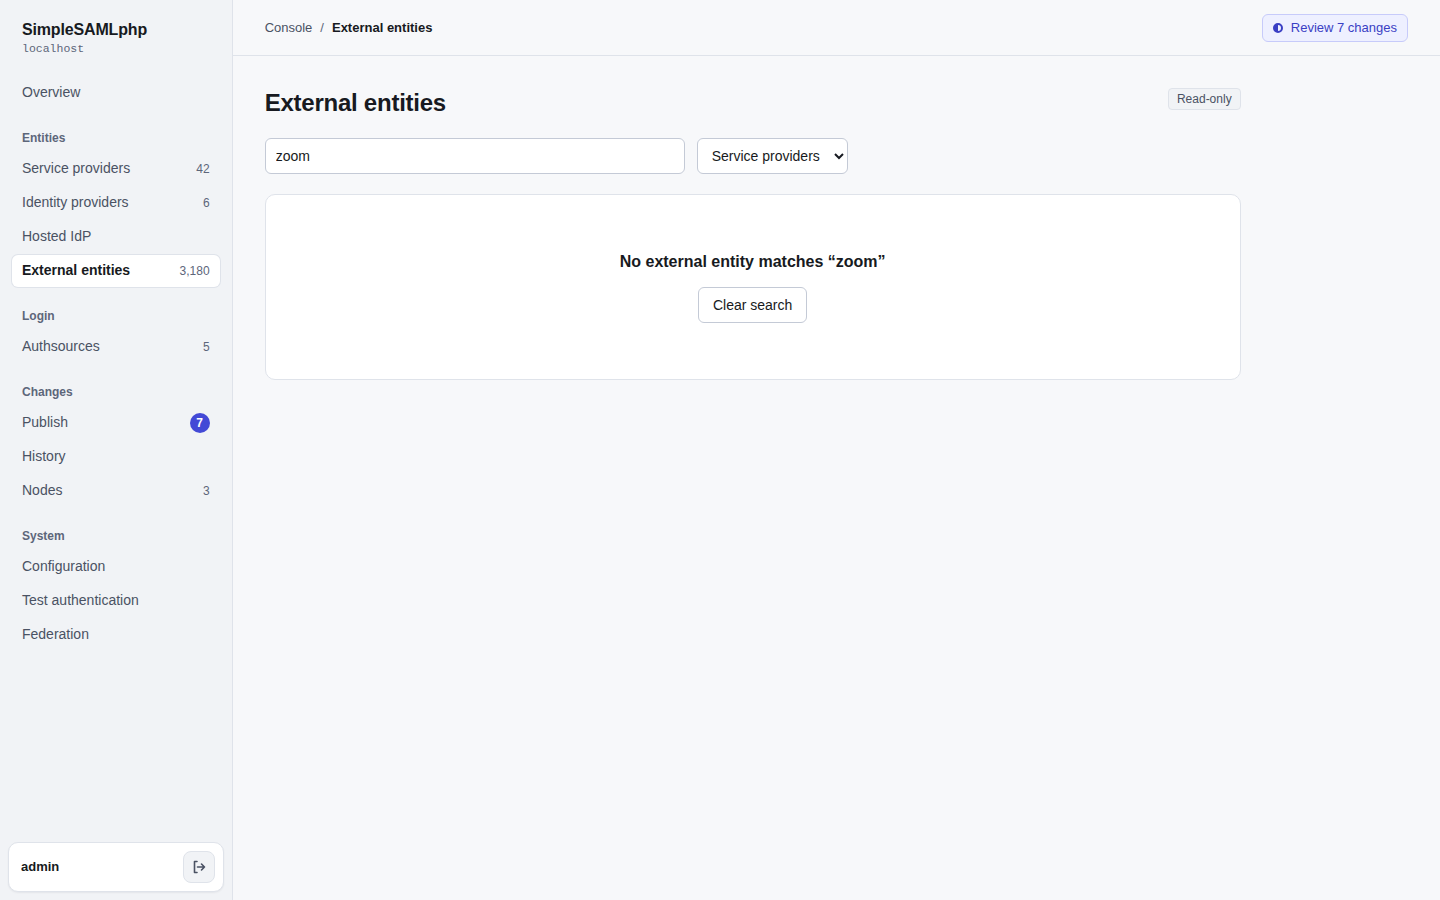 SimpleSAMLphp
localhost
Overview
Entities
Service providers 42
Identity providers 6
Hosted IdP
External entities 3,180
Login
Authsources 5
Changes
Publish 7
History
Nodes 3
System
Configuration
Test authentication
Federation
admin
Console / External entities
Review 7 changes
External entities
Read-only
zoom
Service providers
No external entity matches “zoom”
Clear search